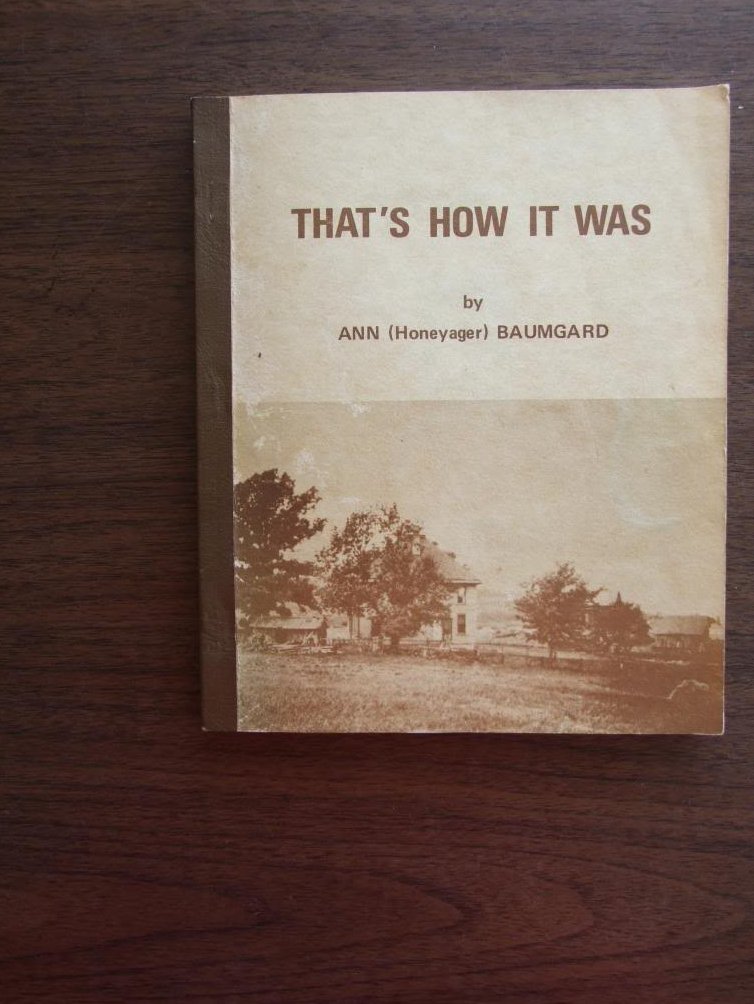 THAT'S HOW IT WAS
by
ANN (Honeyager) BAUMGARD